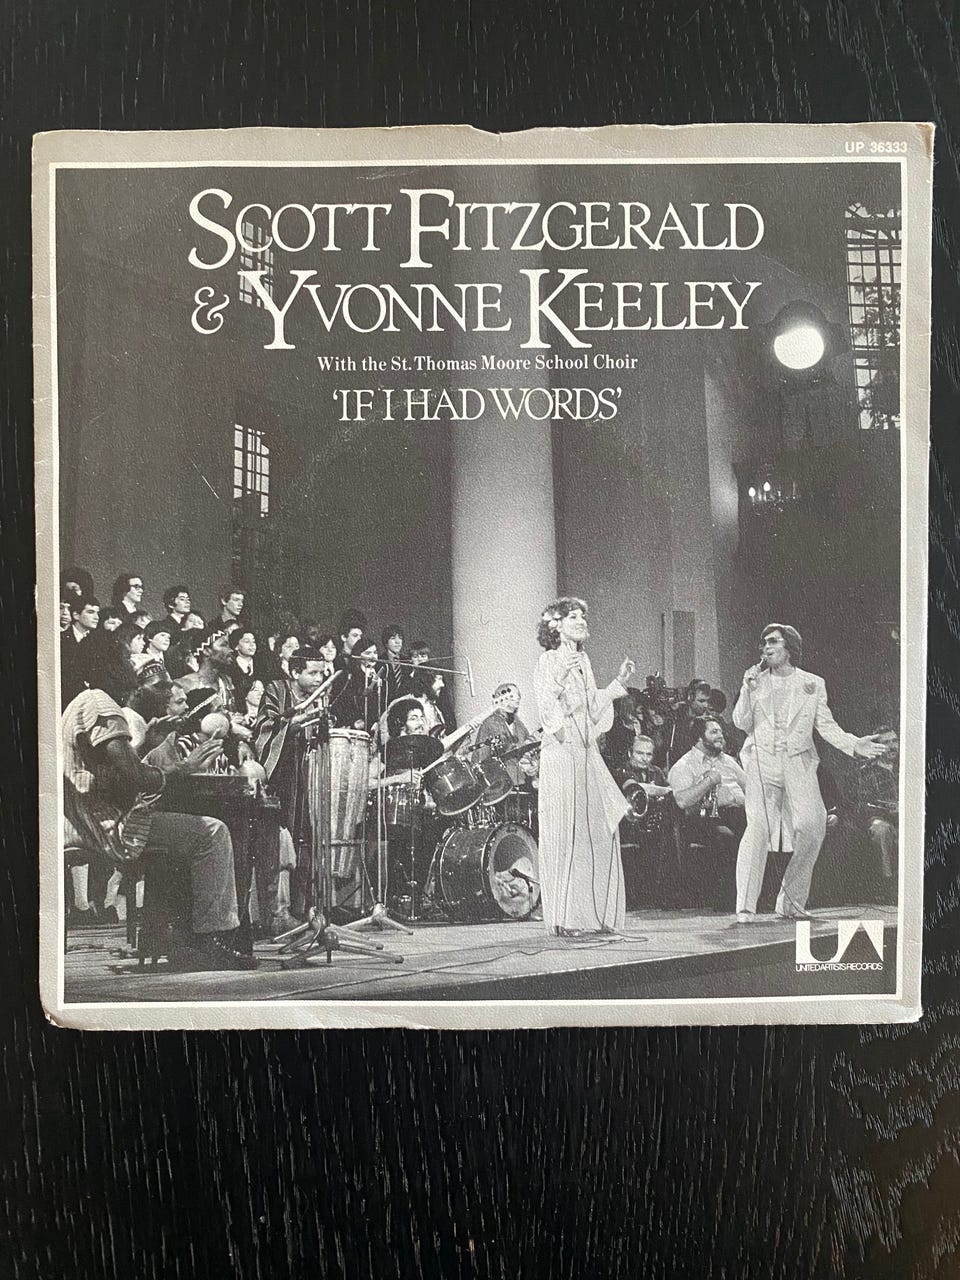 UP 36333
SCOTT FITZGERALD
& YVONNE KEELEY
With the St. Thomas Moore School Choir
'IF I HAD WORDS'
UA
UNITED ARTISTS RECORDS